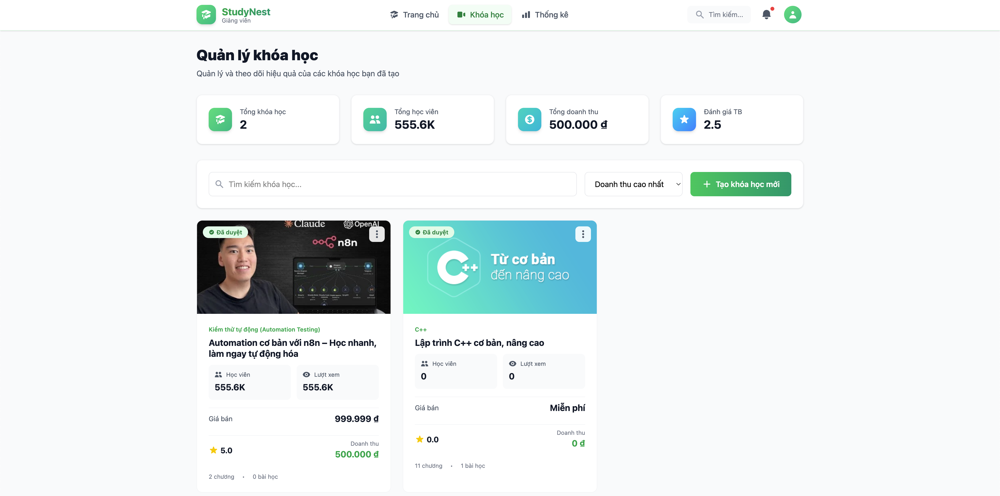 StudyNest
Giảng viên
Trang chủ
Khóa học
Thống kê
Tìm kiếm...
Quản lý khóa học
Quản lý và theo dõi hiệu quả của các khóa học bạn đã tạo
Tổng khóa học
2
Tổng học viên
555.6K
Tổng doanh thu
500.000 ₫
Đánh giá TB
2.5
Tìm kiếm khóa học...
Doanh thu cao nhất
Tạo khóa học mới
Đã duyệt
Claude
OpenAI
n8n
Kiểm thử tự động (Automation Testing)
Automation cơ bản với n8n – Học nhanh,
làm ngay tự động hóa
Học viên
555.6K
Lượt xem
555.6K
Giá bán
999.999 ₫
5.0
Doanh thu
500.000 ₫
2 chương • 0 bài học
Đã duyệt
C++
Từ cơ bản
đến nâng cao
C++
Lập trình C++ cơ bản, nâng cao
Học viên
0
Lượt xem
0
Giá bán
Miễn phí
0.0
Doanh thu
0 ₫
11 chương • 1 bài học